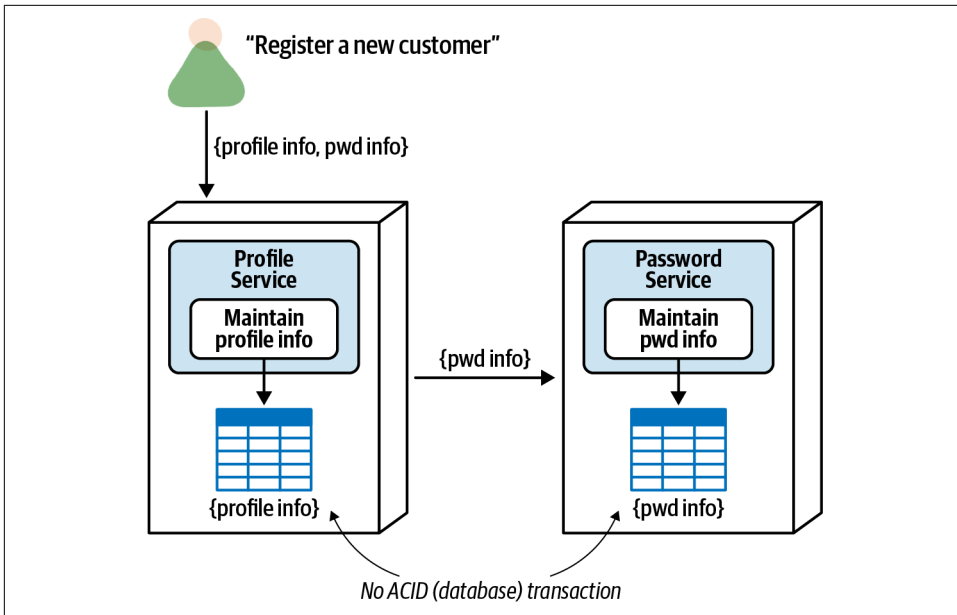 “Register a new customer”
{profile info, pwd info}
Profile
Service
Maintain
profile info
{profile info}
{pwd info}
Password
Service
Maintain
pwd info
{pwd info}
No ACID (database) transaction